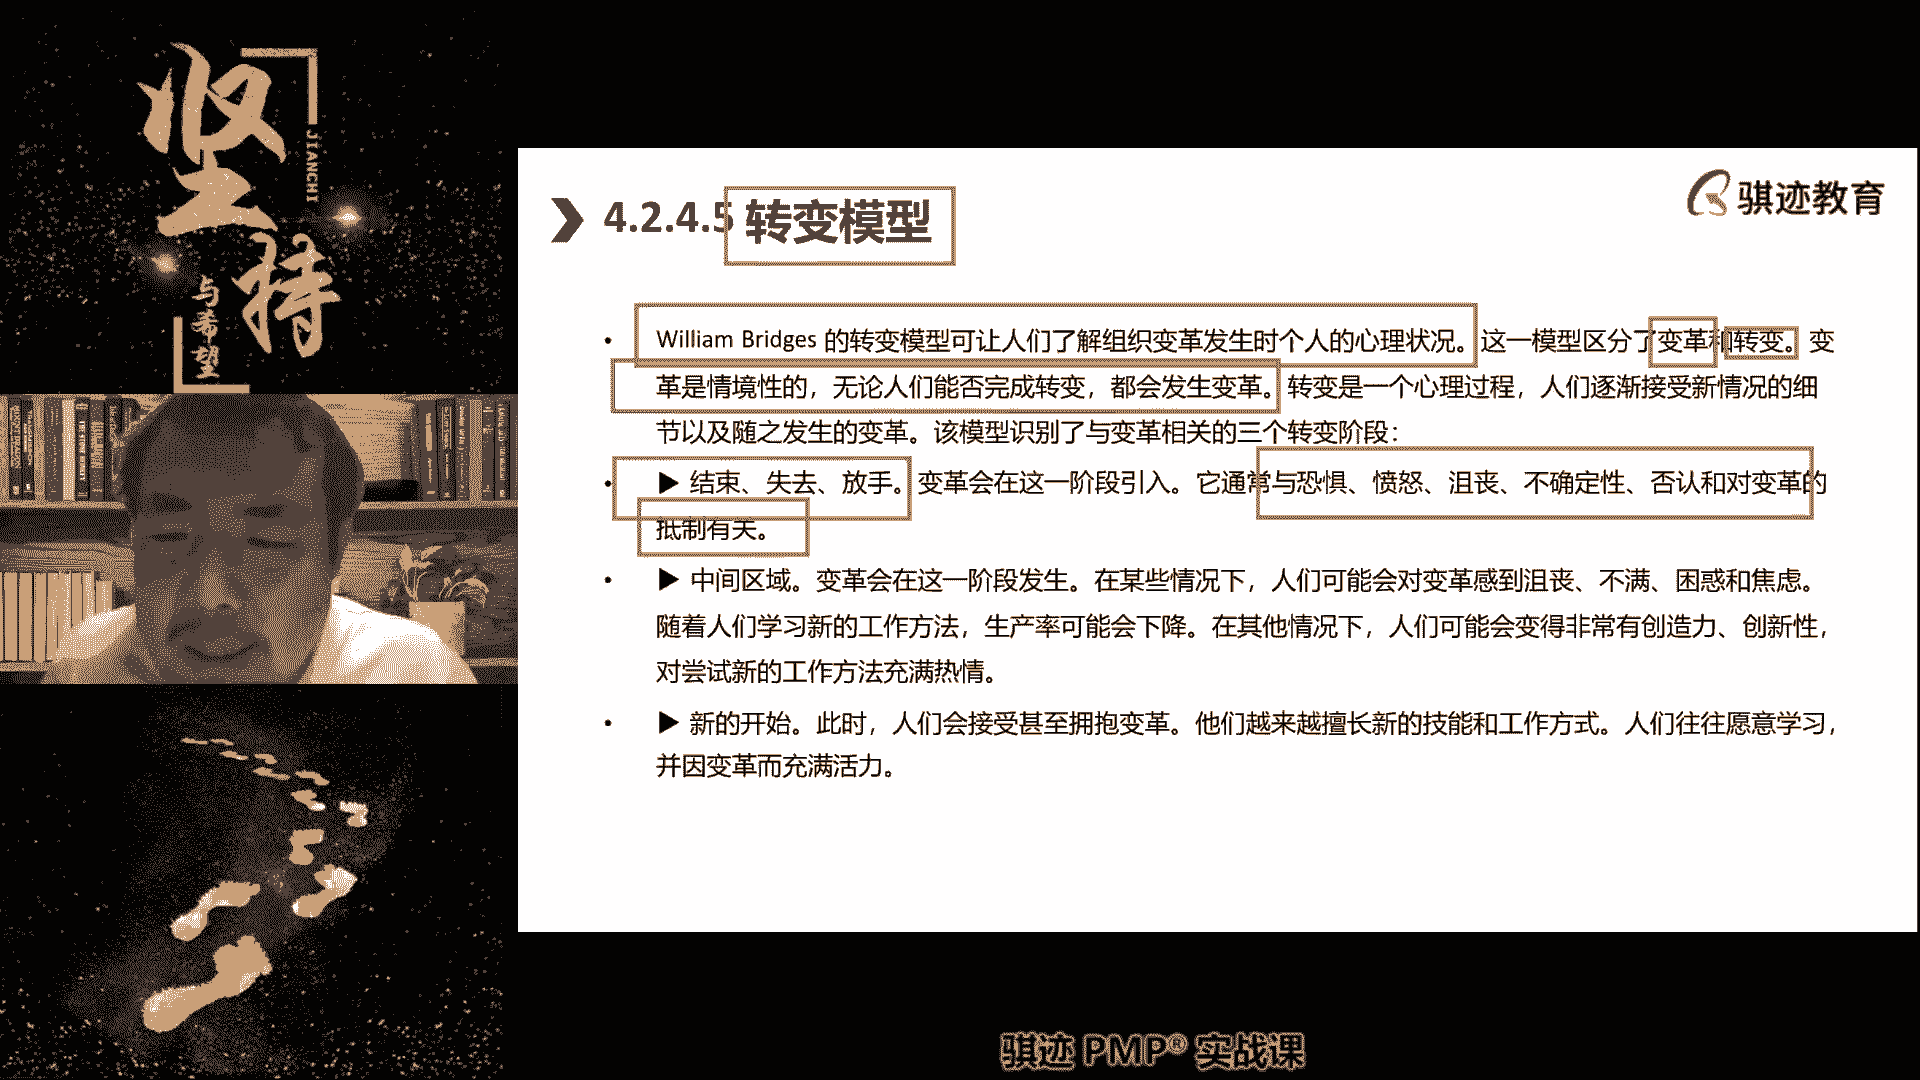 坚持
JIANCHI
与希望
骐迹教育
4.2.4.5 转变模型
• William Bridges 的转变模型可让人们了解组织变革发生时个人的心理状况。这一模型区分了变革和转变。变
革是情境性的，无论人们能否完成转变，都会发生变革。转变是一个心理过程，人们逐渐接受新情况的细
节以及随之发生的变革。该模型识别了与变革相关的三个转变阶段：
• ▶ 结束、失去、放手。变革会在这一阶段引入。它通常与恐惧、愤怒、沮丧、不确定性、否认和对变革的
抵制有关。
• ▶ 中间区域。变革会在这一阶段发生。在某些情况下，人们可能会对变革感到沮丧、不满、困惑和焦虑。
随着人们学习新的工作方法，生产率可能会下降。在其他情况下，人们可能会变得非常有创造力、创新性，
对尝试新的工作方法充满热情。
• ▶ 新的开始。此时，人们会接受甚至拥抱变革。他们越来越擅长新的技能和工作方式。人们往往愿意学习，
并因变革而充满活力。
骐迹 PMP® 实战课